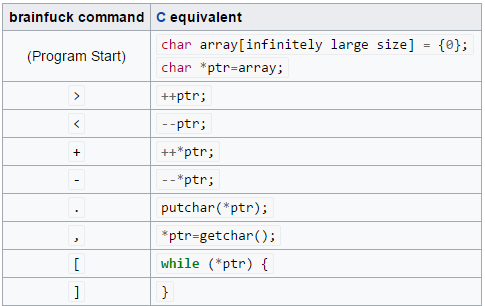 brainfuck command C equivalent
(Program Start) char array[infinitely large size] = {0};
char *ptr=array;
> ++ptr;
< --ptr;
+ ++*ptr;
- --*ptr;
. putchar(*ptr);
, *ptr=getchar();
[ while (*ptr) {
] }